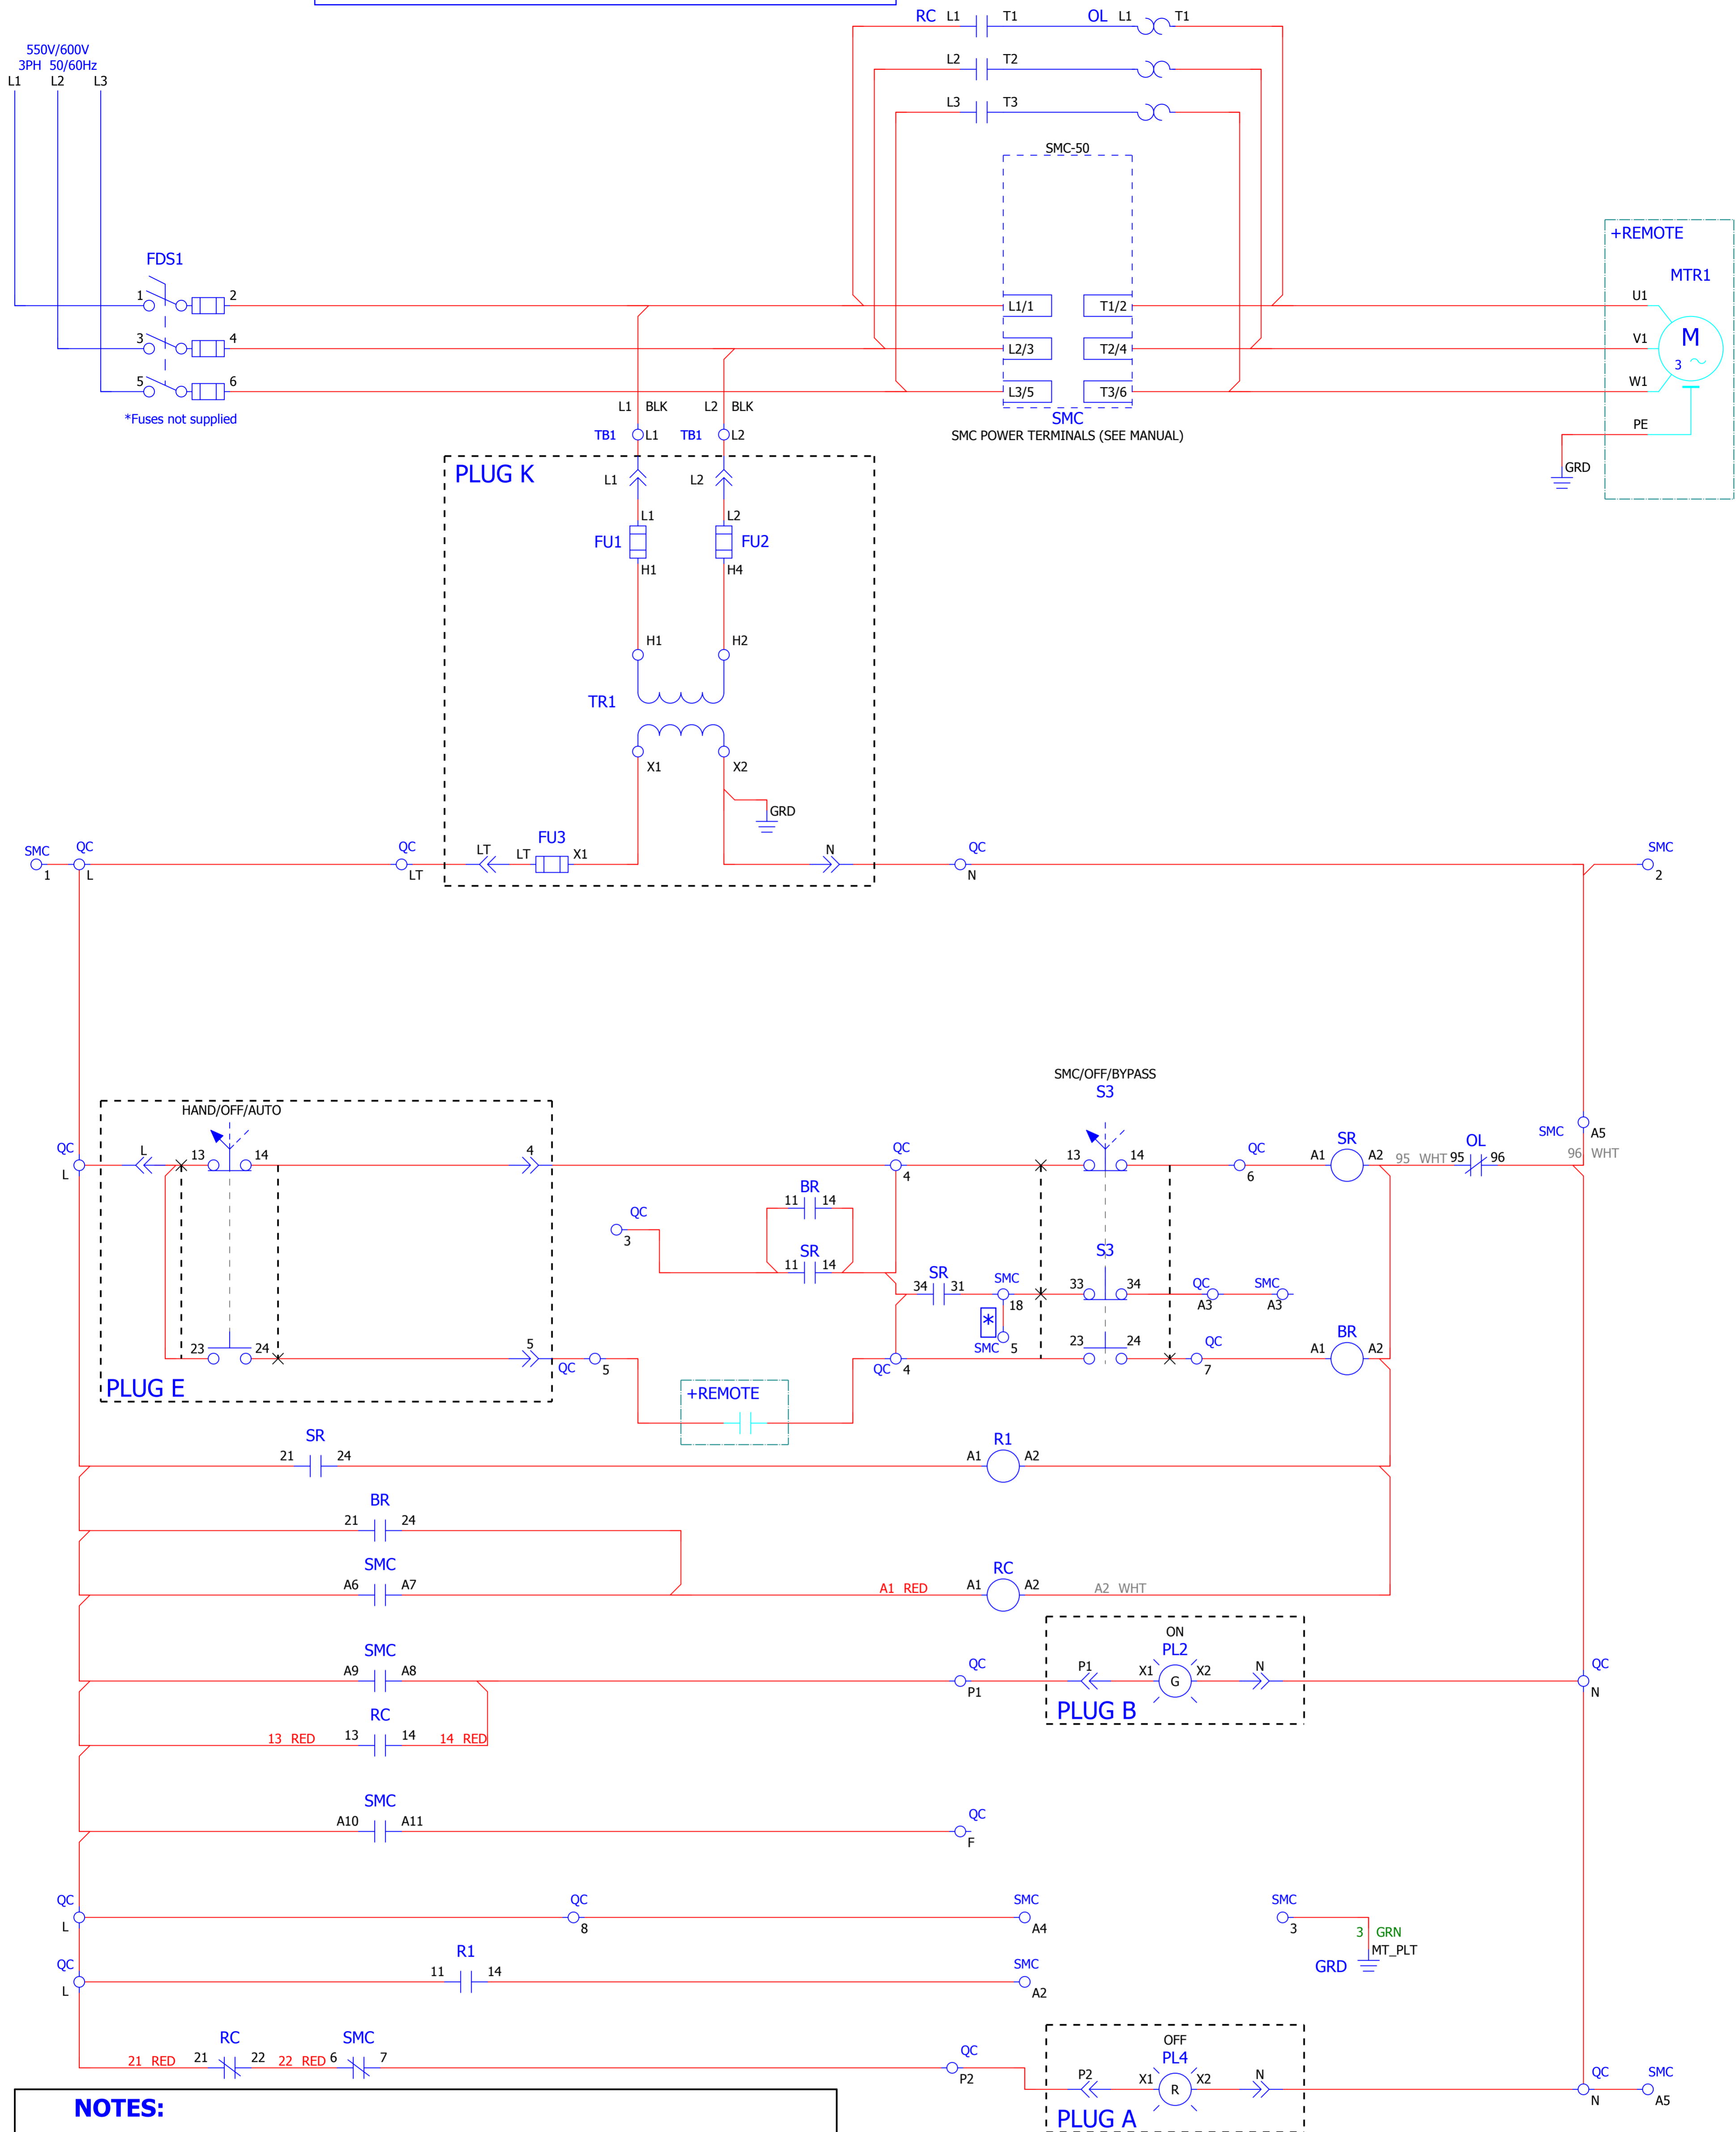 RC L1 T1 OL L1 T1
L2 T2
L3 T3
550V/600V
3PH 50/60Hz
L1 L2 L3
SMC-50
+REMOTE
MTR1
FDS1
1 2
3 4
5 6
*Fuses not supplied
L1/1 T1/2
L2/3 T2/4
L3/5 T3/6
SMC
SMC POWER TERMINALS (SEE MANUAL)
U1
V1
W1
PE
M
3
GRD
L1 BLK L2 BLK
TB1 L1 TB1 L2
PLUG K
L1 L2
L1 L2
FU1 FU2
H1 H4
H1 H2
TR1
X1 X2
GRD
SMC QC QC LT LT FU3 X1 N QC SMC
1 L LT N 2
SMC/OFF/BYPASS
S3
HAND/OFF/AUTO
QC L 13 14 4 QC 13 14 QC SR OL SMC A5
L 4 6 A1 A2 95 WHT 95 96 96 WHT
BR
11 14
QC
3
SR
11 14
S3
SR SMC
34 31 18 33 34 QC SMC
A3 A3
*
SMC 5
23 24 5 QC 5 QC 4 23 24 QC 7 BR A1 A2
PLUG E
+REMOTE
SR
21 24
R1
A1 A2
BR
21 24
SMC
A6 A7
RC
A1 RED A1 A2 A2 WHT
ON
SMC
A9 A8
QC
P1
PL2
P1 X1 G X2 N
PLUG B
QC
N
RC
13 RED 13 14 14 RED
SMC
A10 A11
QC
F
QC QC SMC SMC
L 8 A4 3
3 GRN
MT_PLT
GRD
QC R1 SMC
L 11 14 A2
OFF
RC SMC
21 RED 21 22 22 RED 6 7
QC
P2
PL4
P2 X1 R X2 N
PLUG A
QC SMC
N A5
NOTES: